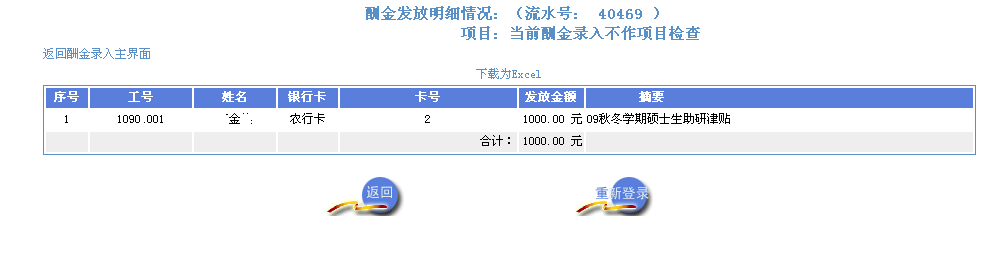 酬金发放明细情况：（流水号： 40469 ）
项目：当前酬金录入不作项目检查
返回酬金录入主界面
下载为Excel
序号 工号 姓名 银行卡 卡号 发放金额 摘要
1 1090 .001 金 农行卡 2 1000.00 元 09秋冬学期硕士生助研津贴
合计： 1000.00 元
返回 重新登录